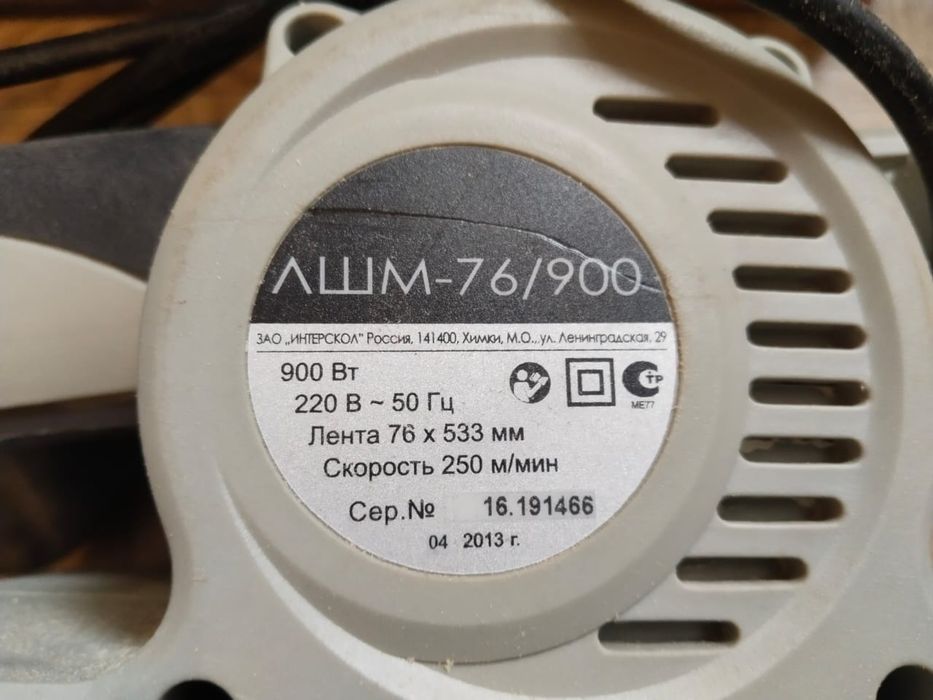 ЛШМ-76/900
ЗАО „ИНТЕРСКОЛ" Россия, 141400, Химки, М.О., ул. Ленинградская, 29
900 Вт
220 В ~ 50 Гц
Лента 76 х 533 мм
Скорость 250 м/мин
СТР
МЕ77
Сер.№ 16.191466
04 2013 г.